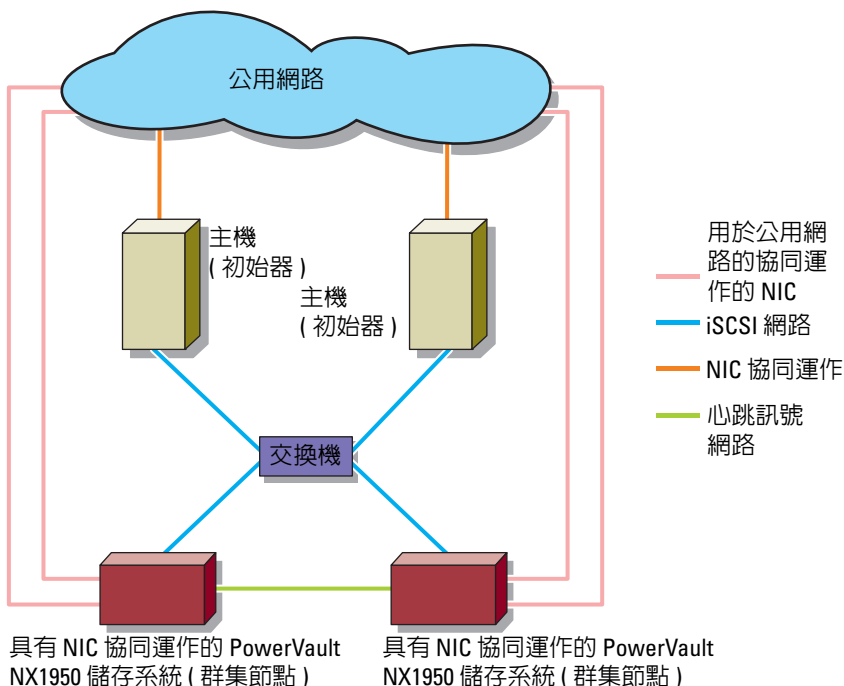 公用網路
主機
( 初始器 )
主機
( 初始器 )
用於公用網
路的協同運
作的 NIC
iSCSI 網路
NIC 協同運作
心跳訊號
網路
交換機
具有 NIC 協同運作的 PowerVault
NX1950 儲存系統 ( 群集節點 )
具有 NIC 協同運作的 PowerVault
NX1950 儲存系統 ( 群集節點 )